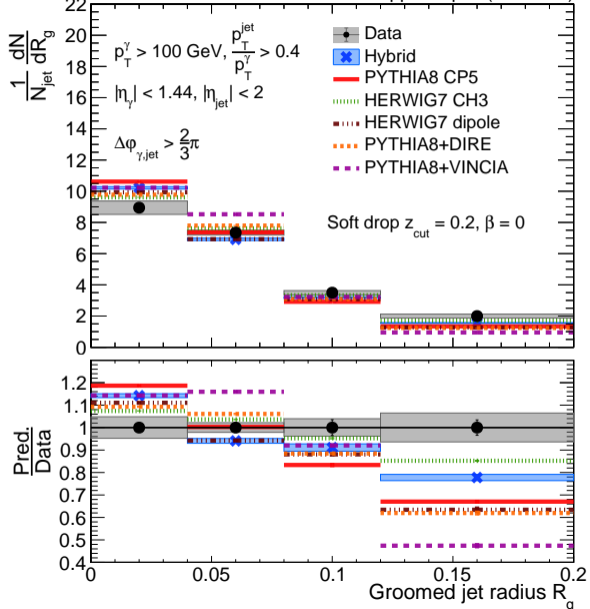 1/N_jet dN/dR_g
22
20
18
16
14
12
10
8
6
4
2
0
p_T^γ > 100 GeV, p_T^jet/p_T^γ > 0.4
|η_γ| < 1.44, |η_jet| < 2
Δφ_γ,jet > 2/3 π
Data
Hybrid
PYTHIA8 CP5
HERWIG7 CH3
HERWIG7 dipole
PYTHIA8+DIRE
PYTHIA8+VINCIA
Soft drop z_cut = 0.2, β = 0
Pred./Data
1.2
1.1
1
0.9
0.8
0.7
0.6
0.5
0.4
0 0.05 0.1 0.15 0.2
Groomed jet radius R_g